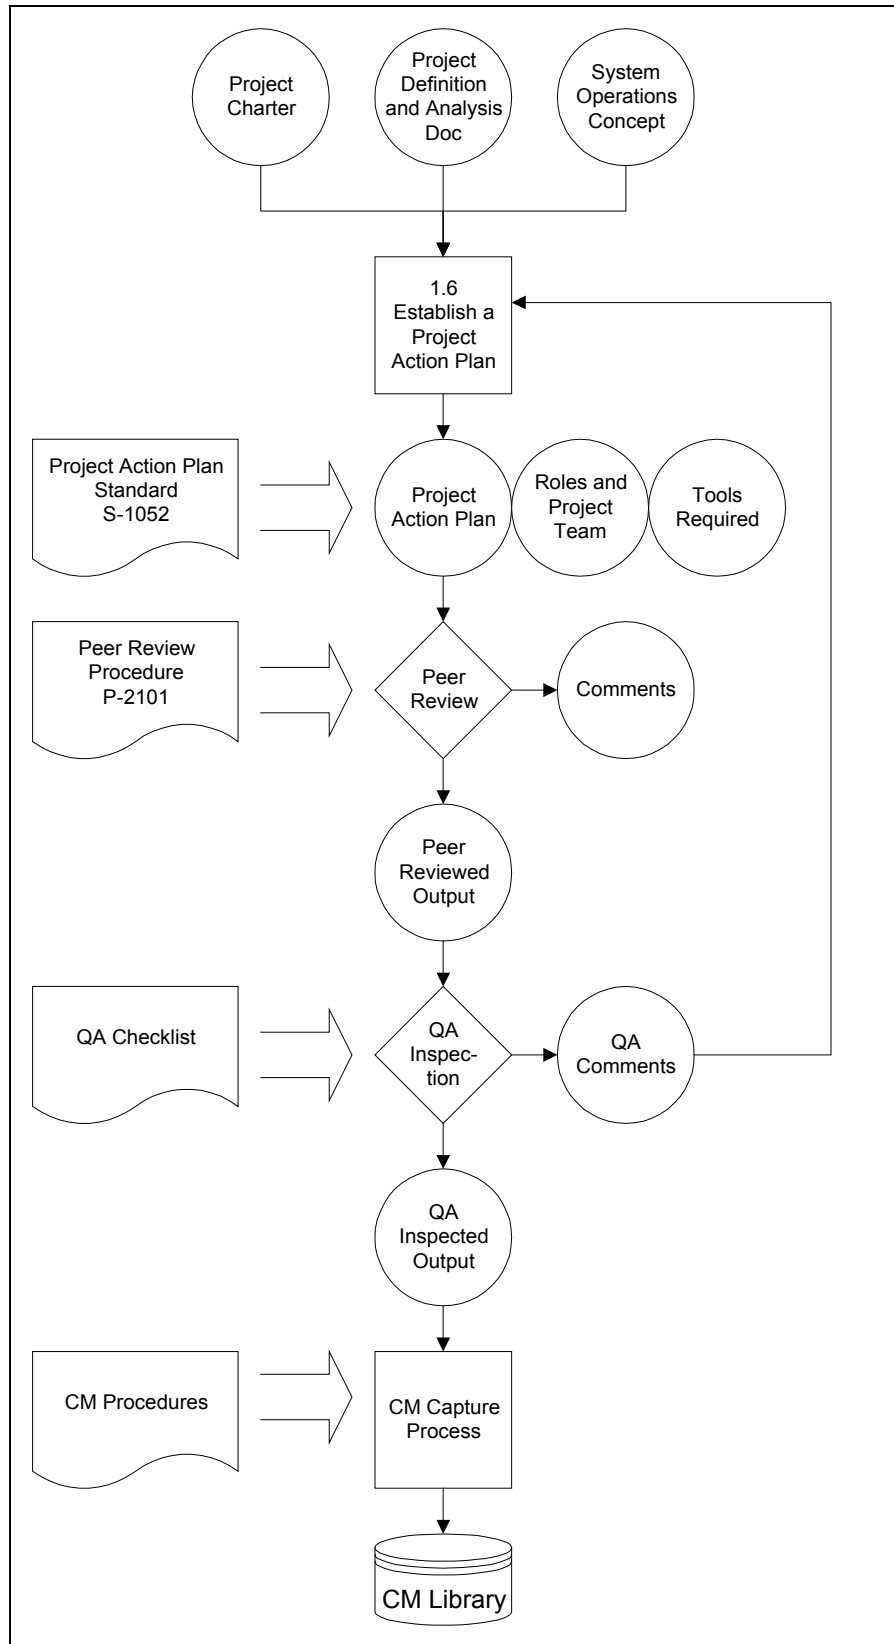 Project
Charter
Project
Definition
and Analysis
Doc
System
Operations
Concept
1.6
Establish a
Project
Action Plan
Project Action Plan
Standard
S-1052
Project
Action Plan
Roles and
Project
Team
Tools
Required
Peer Review
Procedure
P-2101
Peer
Review
Comments
Peer
Reviewed
Output
QA Checklist
QA
Inspec-
tion
QA
Comments
QA
Inspected
Output
CM Procedures
CM Capture
Process
CM Library